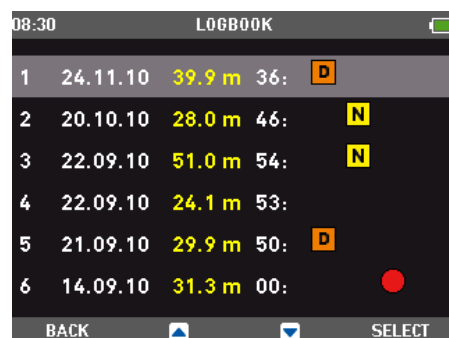 08:30 LOGBOOK
1 24.11.10 39.9 m 36: D
2 20.10.10 28.0 m 46: N
3 22.09.10 51.0 m 54: N
4 22.09.10 24.1 m 53:
5 21.09.10 29.9 m 50: D
6 14.09.10 31.3 m 00:
BACK SELECT